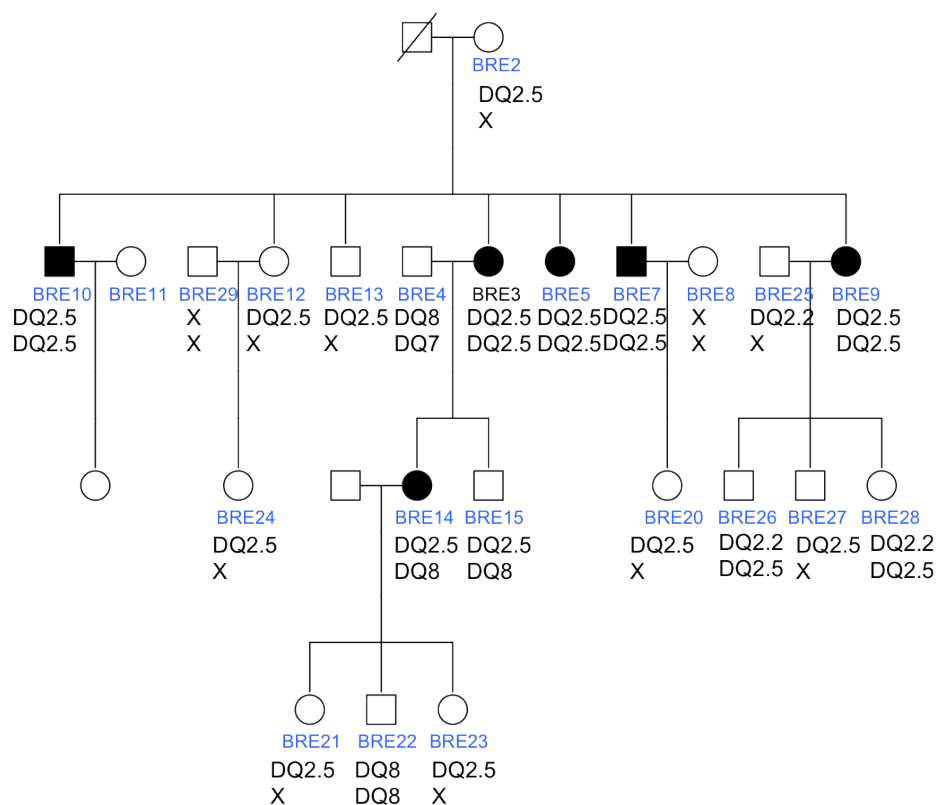 BRE2
DQ2.5
X
BRE10 BRE11 BRE29 BRE12 BRE13 BRE4 BRE3 BRE5 BRE7 BRE8 BRE25 BRE9
DQ2.5 X DQ2.5 DQ2.5 DQ8 DQ2.5 DQ2.5 DQ2.5 X DQ2.2 DQ2.5
DQ2.5 X X X DQ7 DQ2.5 DQ2.5 DQ2.5 X X DQ2.5
BRE24 BRE14 BRE15 BRE20 BRE26 BRE27 BRE28
DQ2.5 DQ2.5 DQ2.5 DQ2.5 DQ2.2 DQ2.5 DQ2.2
X DQ8 DQ8 X DQ2.5 X DQ2.5
BRE21 BRE22 BRE23
DQ2.5 DQ8 DQ2.5
X DQ8 X